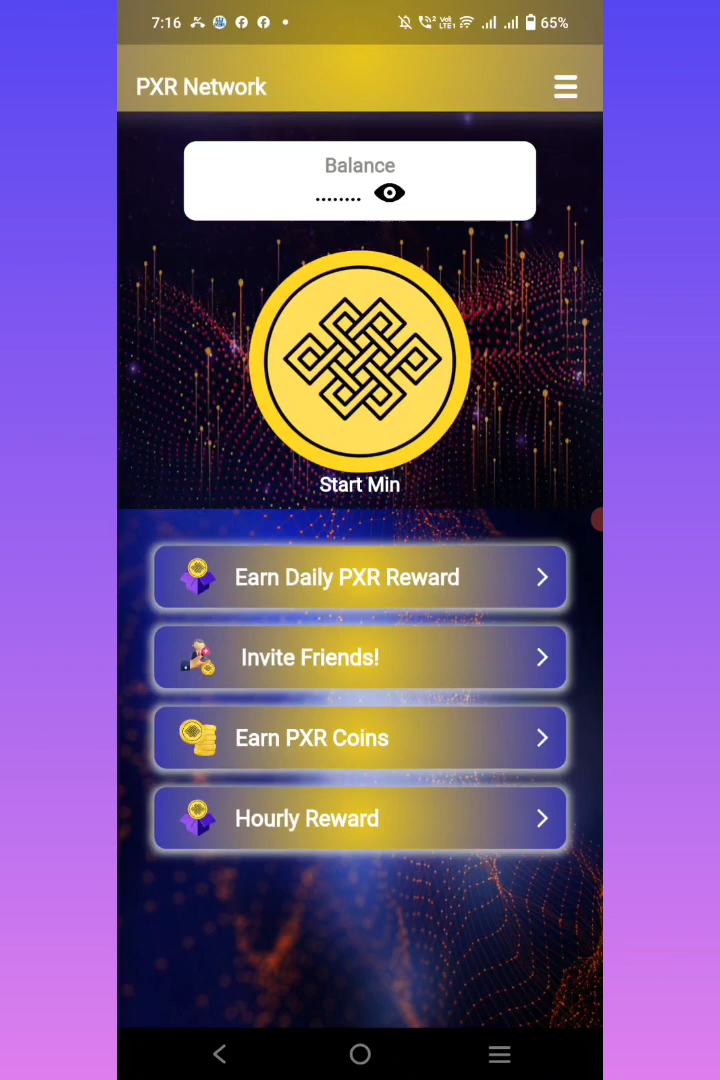 7:16 65%
PXR Network
Balance
........
Start Min
Earn Daily PXR Reward
Invite Friends!
Earn PXR Coins
Hourly Reward